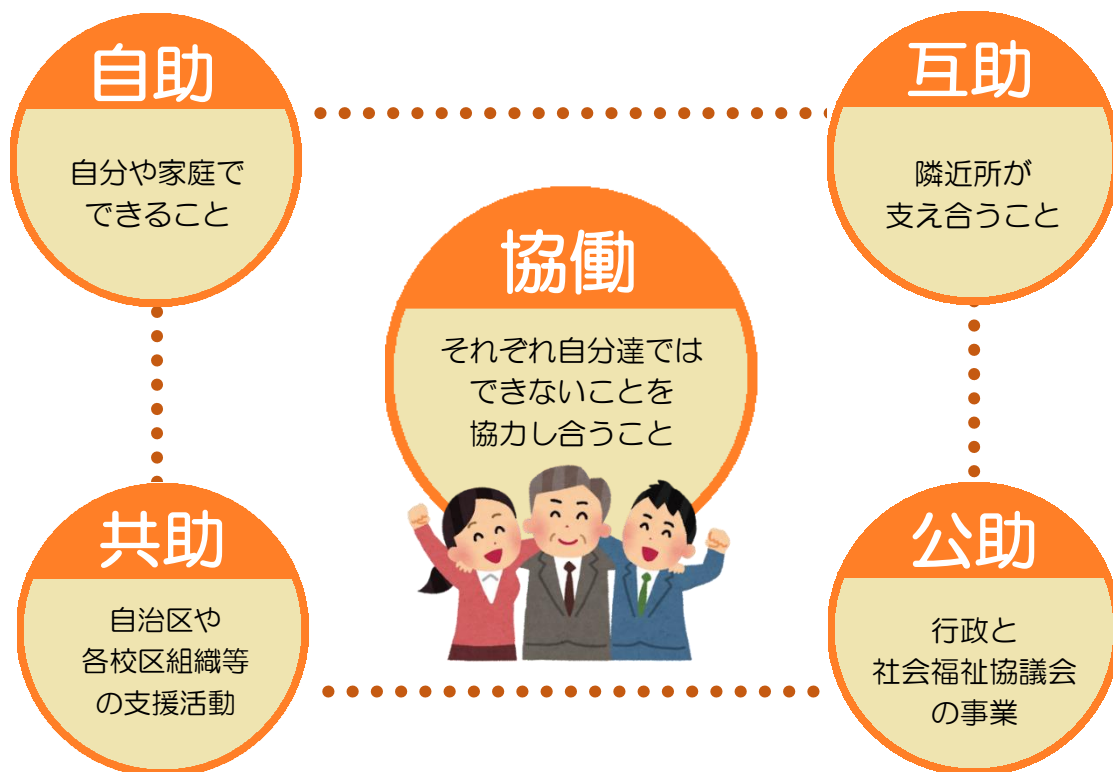 自助
自分や家庭で
できること
互助
隣近所が
支え合うこと
協働
それぞれ自分達では
できないことを
協力し合うこと
共助
自治区や
各校区組織等
の支援活動
公助
行政と
社会福祉協議会
の事業